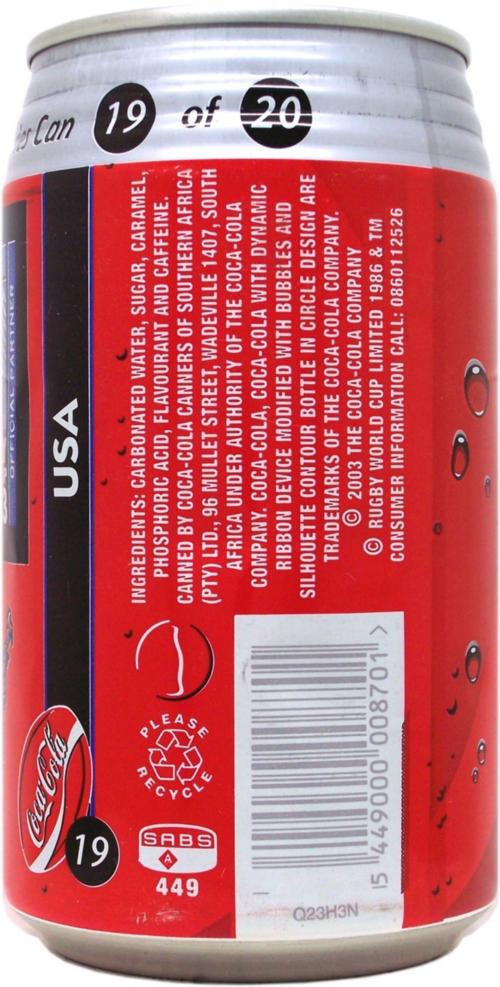 Can 19 of 20
OFFICIAL PARTNER
USA
INGREDIENTS: CARBONATED WATER, SUGAR, CARAMEL,
PHOSPHORIC ACID, FLAVOURANT AND CAFFEINE.
CANNED BY COCA-COLA CANNERS OF SOUTHERN AFRICA
(PTY) LTD., 96 MULLET STREET, WADEVILLE 1407, SOUTH
AFRICA UNDER AUTHORITY OF THE COCA-COLA
COMPANY. COCA-COLA, COCA-COLA WITH DYNAMIC
RIBBON DEVICE MODIFIED WITH BUBBLES AND
SILHOUETTE CONTOUR BOTTLE IN CIRCLE DESIGN ARE
TRADEMARKS OF THE COCA-COLA COMPANY.
© 2003 THE COCA-COLA COMPANY
© RUGBY WORLD CUP LIMITED 1986 & TM
CONSUMER INFORMATION CALL: 0860112526
Coca-Cola
19
PLEASE
RECYCLE
SABS
A
449
5 449000 008701 >
Q23H3N